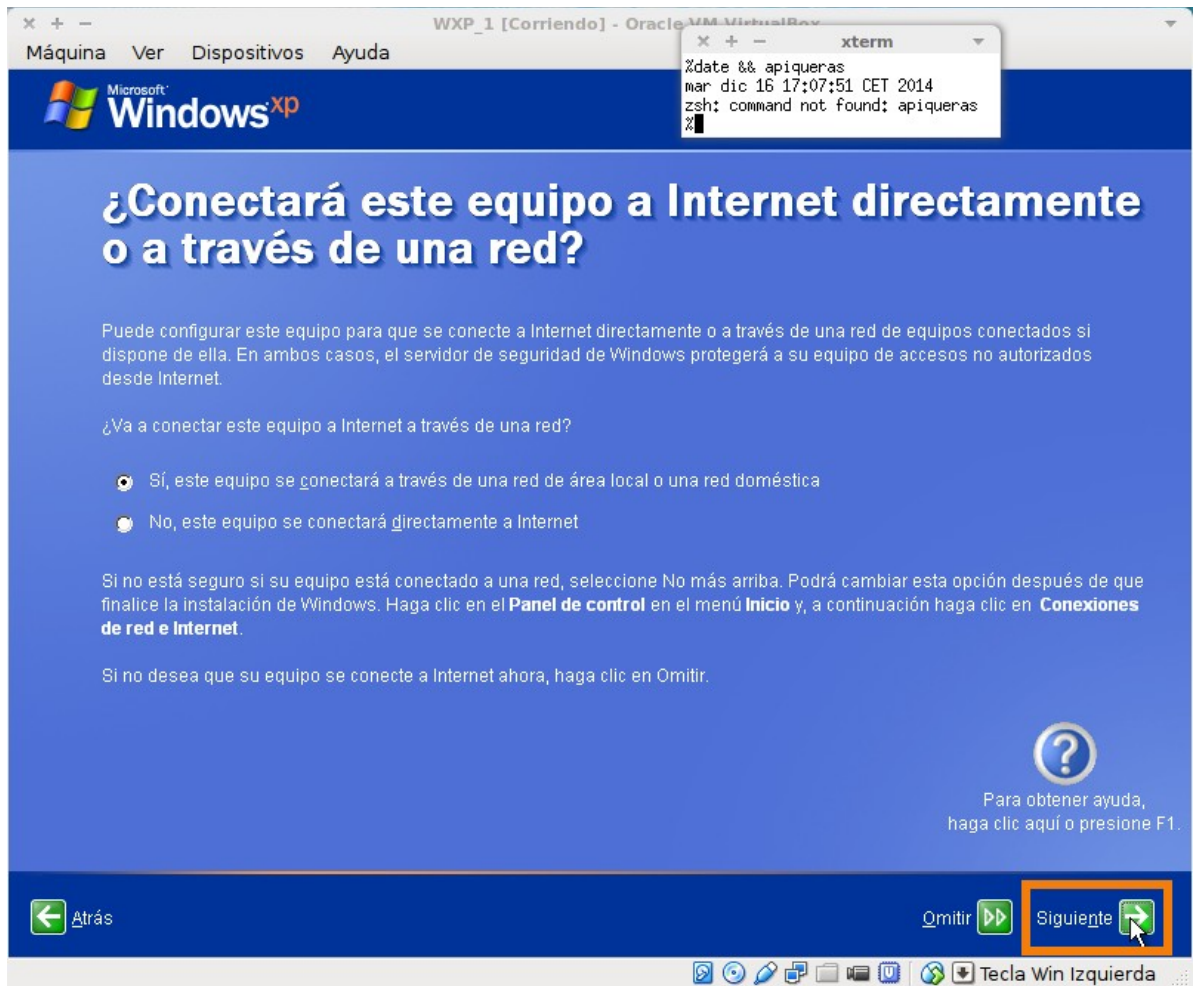 WXP_1 [Corriendo] - Oracle VM VirtualBox
Máquina Ver Dispositivos Ayuda
xterm
%date && apiqueras
mar dic 16 17:07:51 CET 2014
zsh: command not found: apiqueras
%
Microsoft
Windows xp
¿Conectará este equipo a Internet directamente
o a través de una red?
Puede configurar este equipo para que se conecte a Internet directamente o a través de una red de equipos conectados si
dispone de ella. En ambos casos, el servidor de seguridad de Windows protegerá a su equipo de accesos no autorizados
desde Internet.
¿Va a conectar este equipo a Internet a través de una red?
Sí, este equipo se conectará a través de una red de área local o una red doméstica
No, este equipo se conectará directamente a Internet
Si no está seguro si su equipo está conectado a una red, seleccione No más arriba. Podrá cambiar esta opción después de que
finalice la instalación de Windows. Haga clic en el Panel de control en el menú Inicio y, a continuación haga clic en Conexiones
de red e Internet.
Si no desea que su equipo se conecte a Internet ahora, haga clic en Omitir.
Para obtener ayuda,
haga clic aquí o presione F1.
Atrás
Omitir
Siguiente
Tecla Win Izquierda